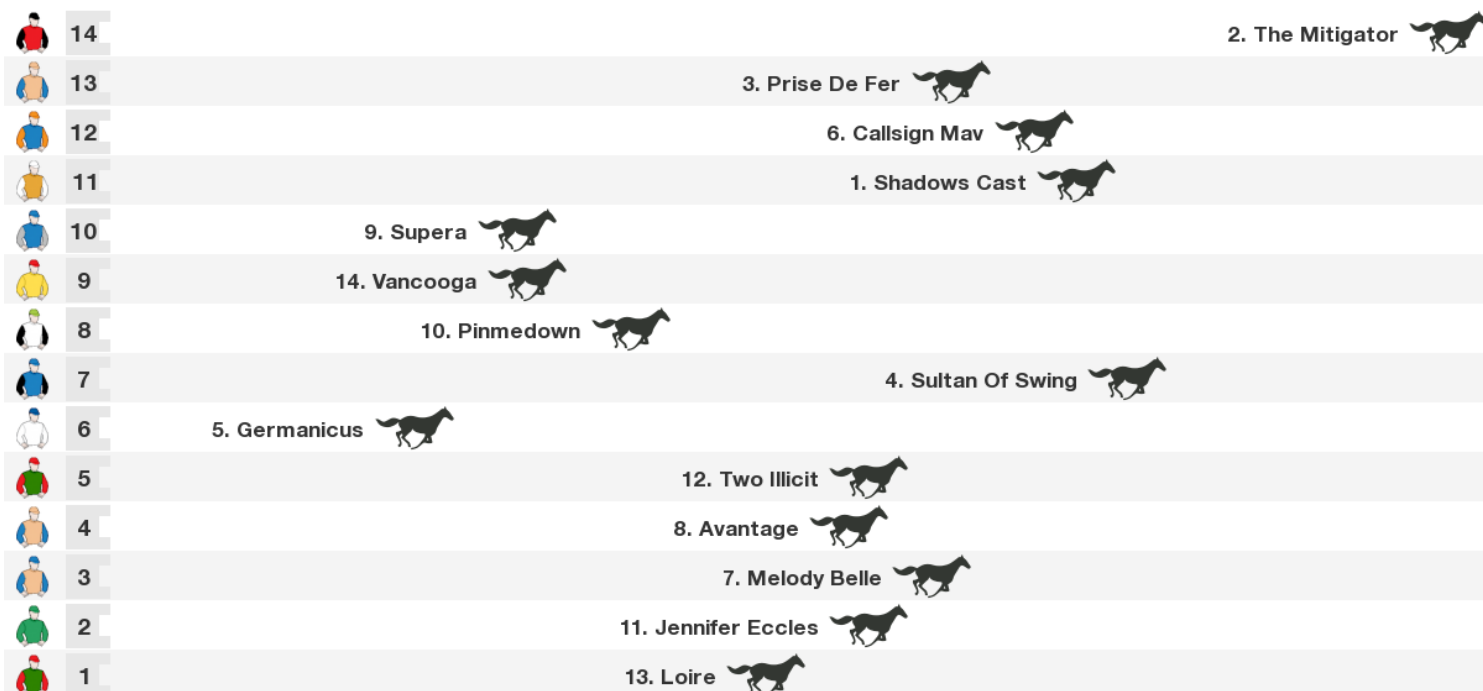 14 2. The Mitigator
13 3. Prise De Fer
12 6. Callsign Mav
11 1. Shadows Cast
10 9. Supera
9 14. Vancooga
8 10. Pinmedown
7 4. Sultan Of Swing
6 5. Germanicus
5 12. Two Illicit
4 8. Avantage
3 7. Melody Belle
2 11. Jennifer Eccles
1 13. Loire